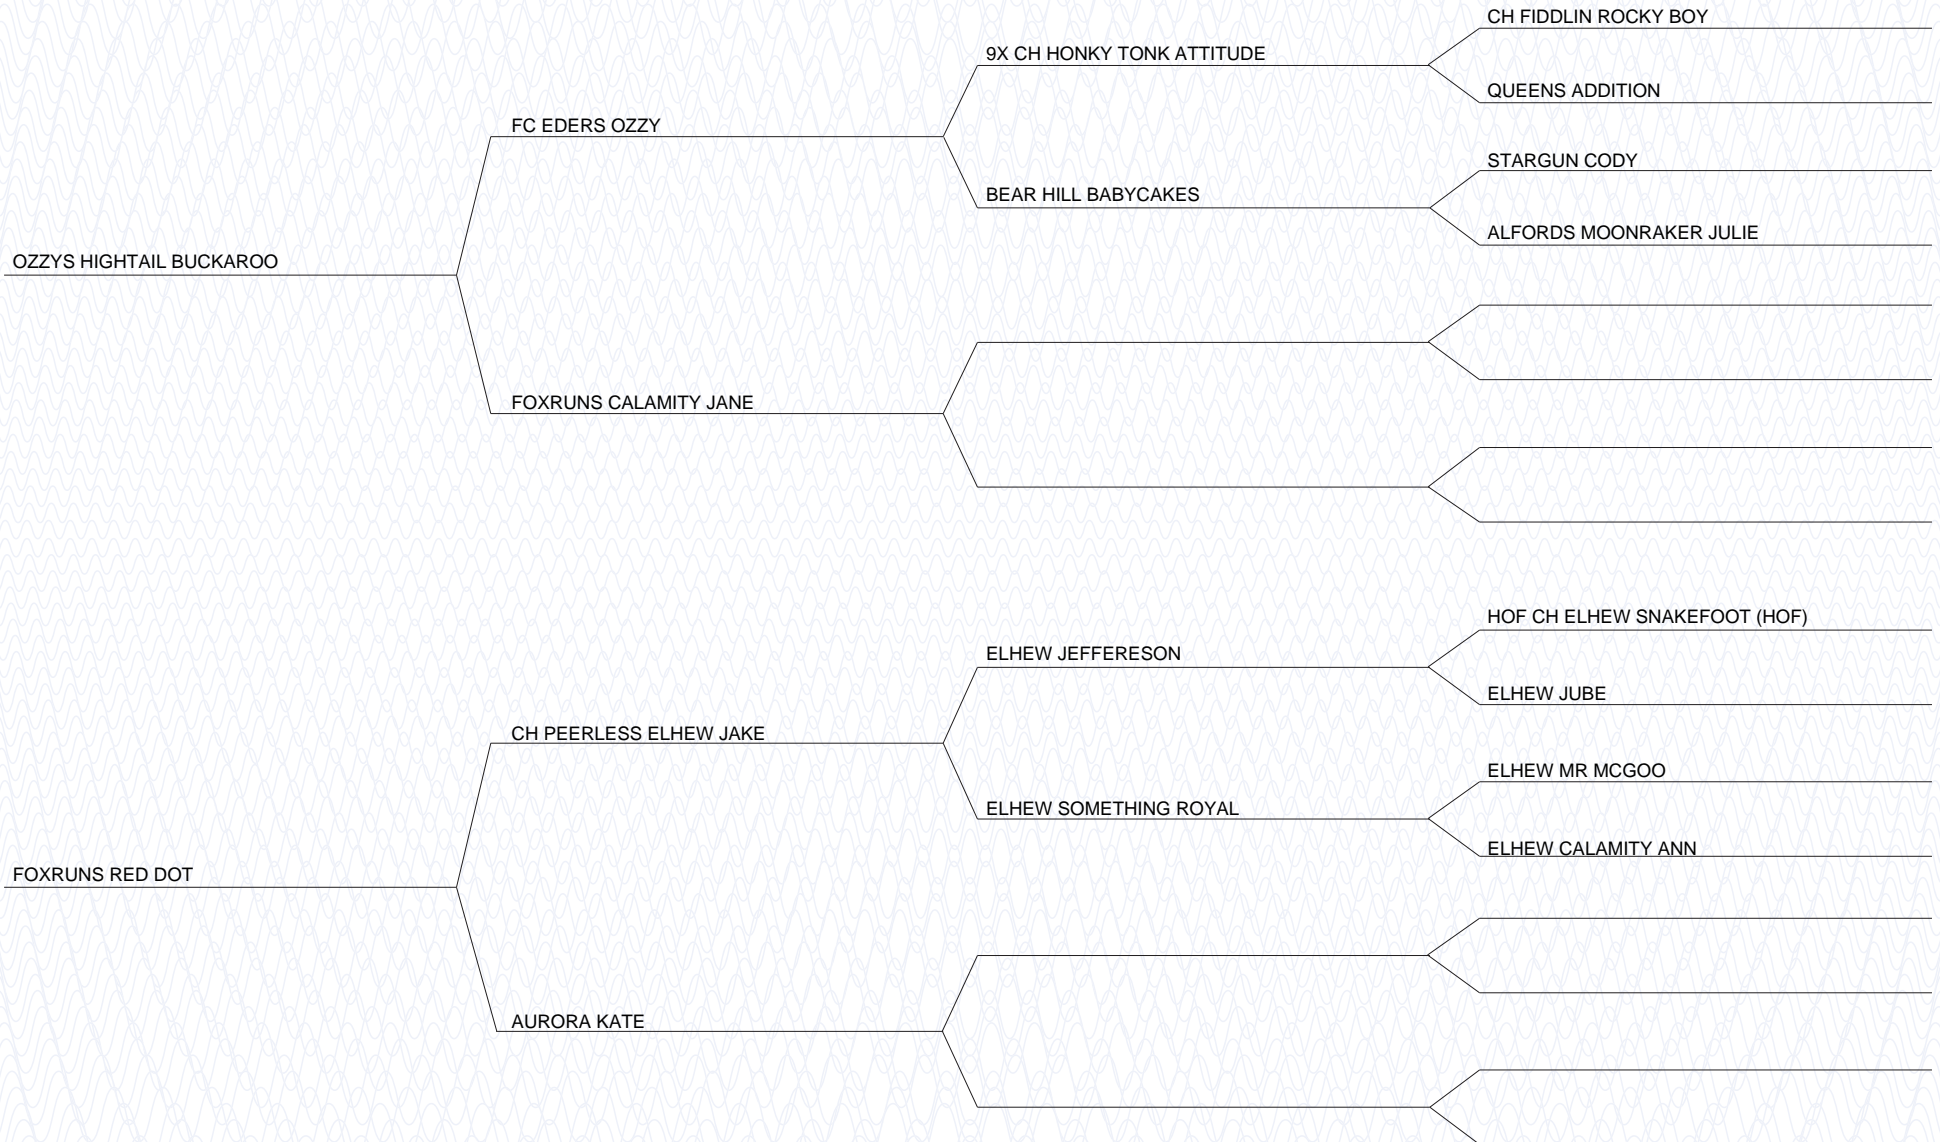 CH FIDDLIN ROCKY BOY
9X CH HONKY TONK ATTITUDE
QUEENS ADDITION
FC EDERS OZZY
STARGUN CODY
BEAR HILL BABYCAKES
ALFORDS MOONRAKER JULIE
OZZYS HIGHTAIL BUCKAROO
FOXRUNS CALAMITY JANE
HOF CH ELHEW SNAKEFOOT (HOF)
ELHEW JEFFERESON
ELHEW JUBE
CH PEERLESS ELHEW JAKE
ELHEW MR MCGOO
ELHEW SOMETHING ROYAL
ELHEW CALAMITY ANN
FOXRUNS RED DOT
AURORA KATE